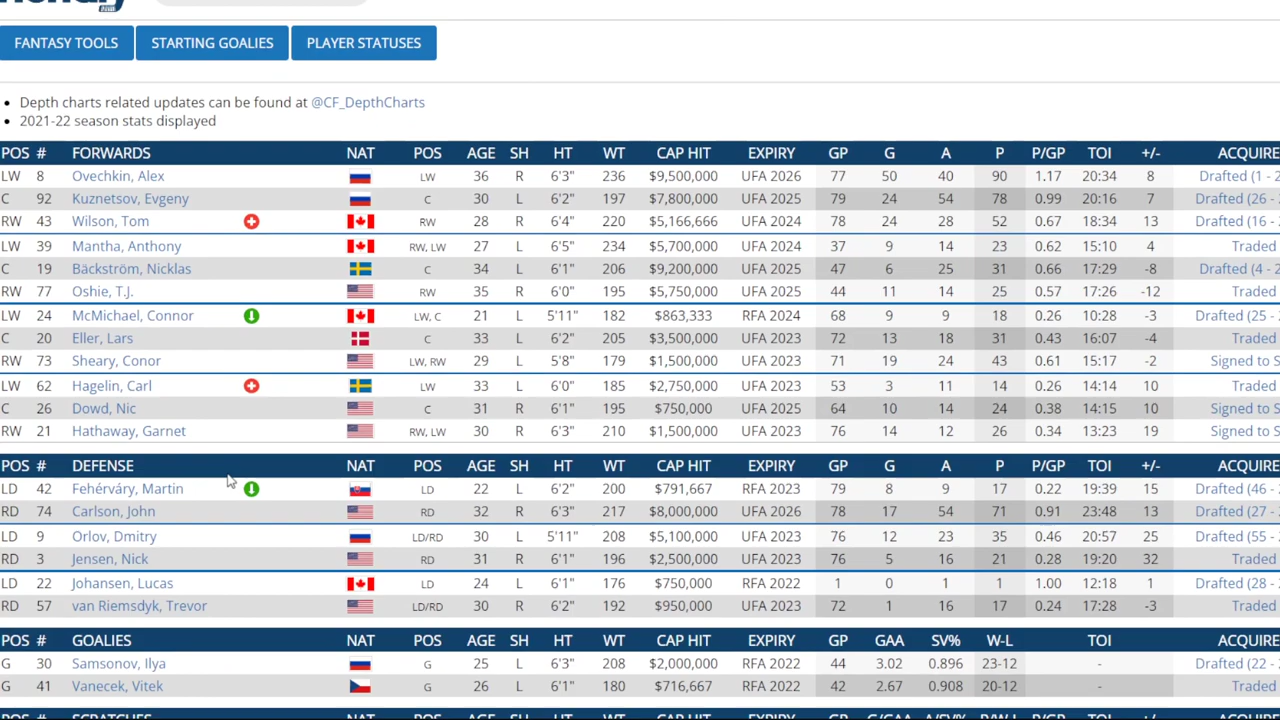 FANTASY TOOLS STARTING GOALIES PLAYER STATUSES
• Depth charts related updates can be found at @CF_DepthCharts
• 2021-22 season stats displayed
POS # FORWARDS NAT POS AGE SH HT WT CAP HIT EXPIRY GP G A P P/GP TOI +/- ACQUIRE
LW 8 Ovechkin, Alex LW 36 R 6'3" 236 $9,500,000 UFA 2026 77 50 40 90 1.17 20:34 8 Drafted (1 - 2
C 92 Kuznetsov, Evgeny C 30 L 6'2" 197 $7,800,000 UFA 2025 79 24 54 78 0.99 20:16 7 Drafted (26 - 2
RW 43 Wilson, Tom RW 28 R 6'4" 220 $5,166,666 UFA 2024 78 24 28 52 0.67 18:34 13 Drafted (16 - 2
LW 39 Mantha, Anthony RW, LW 27 L 6'5" 234 $5,700,000 UFA 2024 37 9 14 23 0.62 15:10 4 Traded
C 19 Bäckström, Nicklas C 34 L 6'1" 206 $9,200,000 UFA 2025 47 6 25 31 0.66 17:29 -8 Drafted (4 - 2
RW 77 Oshie, T.J. RW 35 R 6'0" 195 $5,750,000 UFA 2025 44 11 14 25 0.57 17:26 -12 Traded
LW 24 McMichael, Connor LW, C 21 L 5'11" 182 $863,333 RFA 2024 68 9 9 18 0.26 10:28 -3 Drafted (25 - 2
C 20 Eller, Lars C 33 L 6'2" 205 $3,500,000 UFA 2023 72 13 18 31 0.43 16:07 -4 Traded
RW 73 Sheary, Conor LW, RW 29 L 5'8" 179 $1,500,000 UFA 2023 71 19 24 43 0.61 15:17 -2 Signed to S
LW 62 Hagelin, Carl LW 33 L 6'0" 185 $2,750,000 UFA 2023 53 3 11 14 0.26 14:14 10 Traded
C 26 Dowd, Nic C 31 R 6'1" 195 $750,000 UFA 2025 64 10 14 24 0.38 14:15 10 Signed to S
RW 21 Hathaway, Garnet RW, LW 30 R 6'3" 210 $1,500,000 UFA 2023 76 14 12 26 0.34 13:23 19 Signed to S
POS # DEFENSE NAT POS AGE SH HT WT CAP HIT EXPIRY GP G A P P/GP TOI +/- ACQUIRE
LD 42 Fehérváry, Martin LD 22 L 6'2" 200 $791,667 RFA 2023 79 8 9 17 0.22 19:39 15 Drafted (46 - 2
RD 74 Carlson, John RD 32 R 6'3" 217 $8,000,000 UFA 2026 78 17 54 71 0.91 23:48 13 Drafted (27 - 2
LD 9 Orlov, Dmitry LD/RD 30 L 5'11" 208 $5,100,000 UFA 2023 76 12 23 35 0.46 20:57 25 Drafted (55 - 2
RD 3 Jensen, Nick RD 31 R 6'1" 196 $2,500,000 UFA 2023 76 5 16 21 0.28 19:20 32 Traded
LD 22 Johansen, Lucas LD 24 L 6'1" 176 $750,000 RFA 2022 1 0 1 1 1.00 12:18 1 Drafted (28 - 2
RD 57 van Riemsdyk, Trevor LD/RD 30 R 6'2" 192 $950,000 UFA 2023 72 1 16 17 0.24 17:28 -3 Traded
POS # GOALIES NAT POS AGE SH HT WT CAP HIT EXPIRY GP GAA SV% W-L TOI ACQUIRE
G 30 Samsonov, Ilya G 25 L 6'3" 208 $2,000,000 RFA 2022 44 3.02 0.896 23-12 - Drafted (22 - 2
G 41 Vanecek, Vitek G 26 L 6'1" 180 $716,667 RFA 2022 42 2.67 0.908 20-12 - Traded